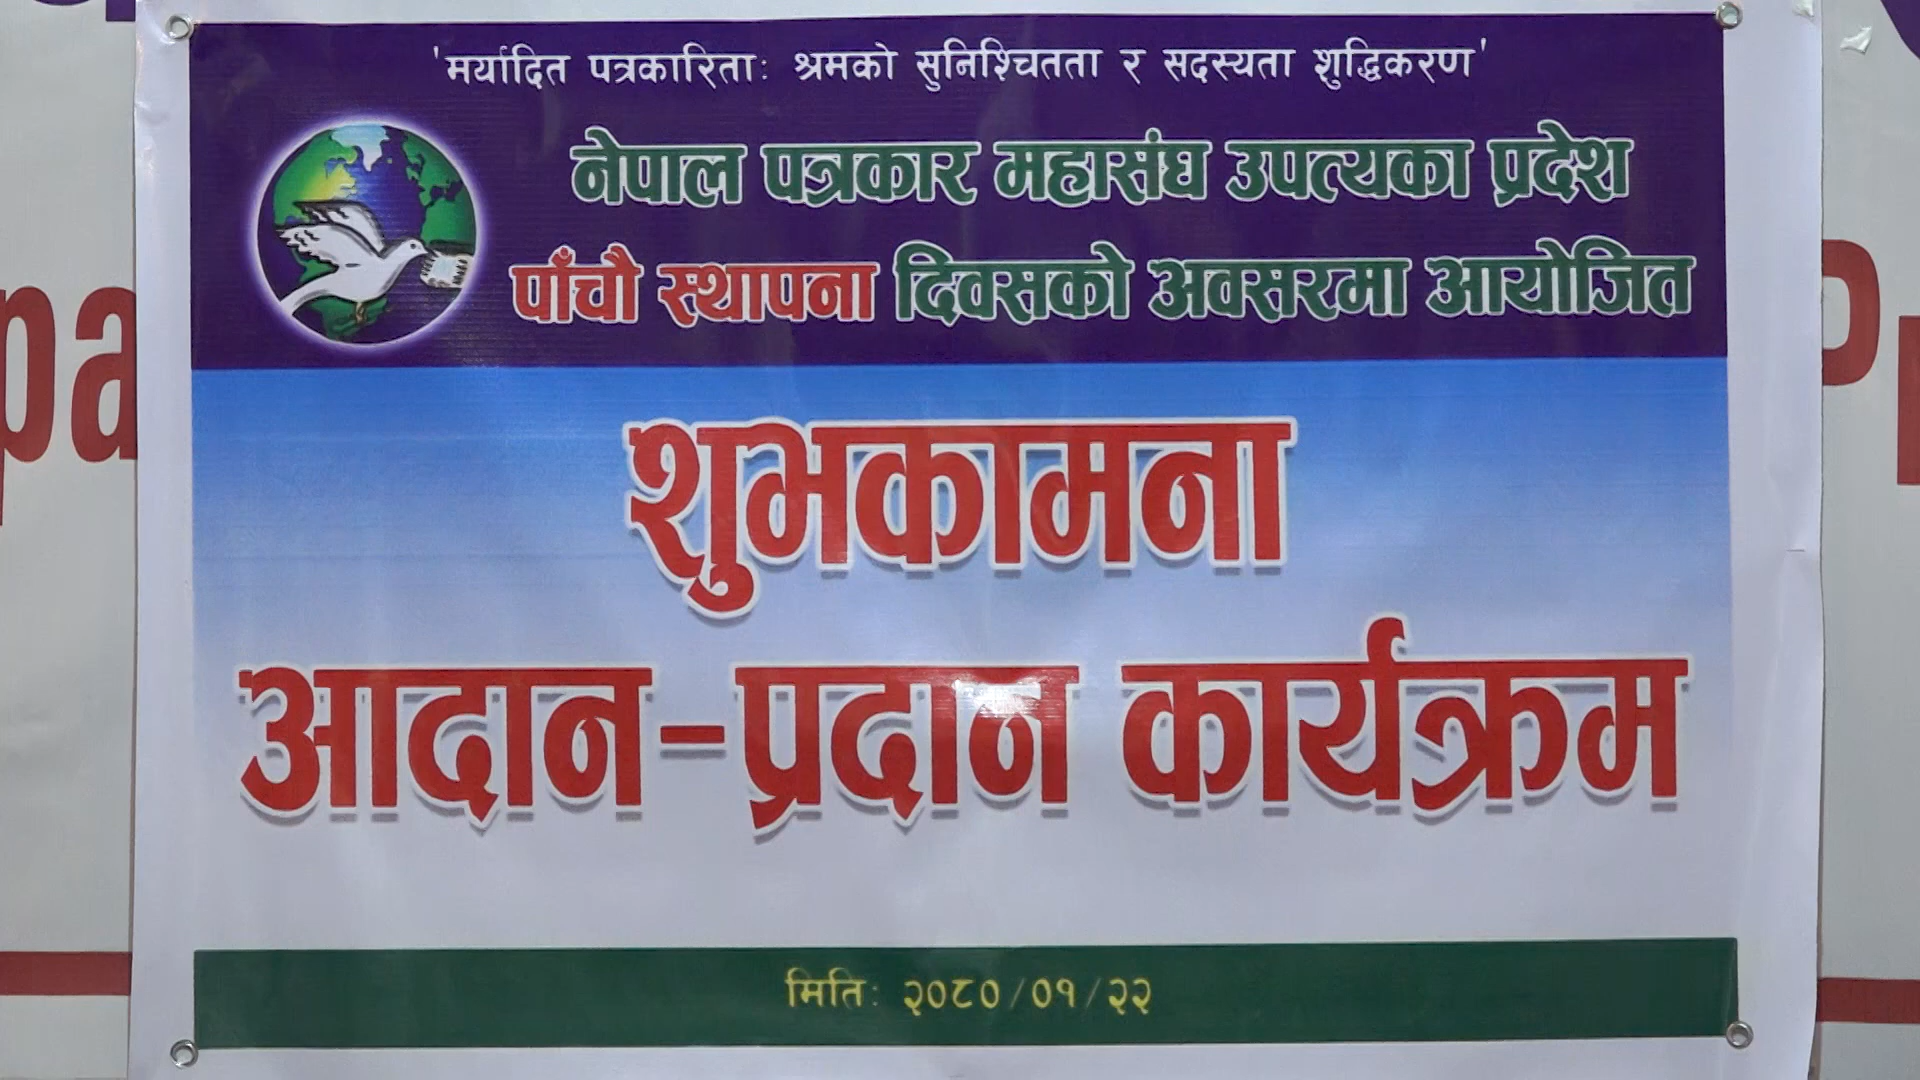 'मर्यादित पत्रकारिताः श्रमको सुनिश्चितता र सदस्यता शुद्धिकरण'
नेपाल पत्रकार महासंघ उपत्यका प्रदेश
पाँचौ स्थापना दिवसको अवसरमा आयोजित
शुभकामना
आदान-प्रदान कार्यक्रम
मितिः २०८०/०१/२२